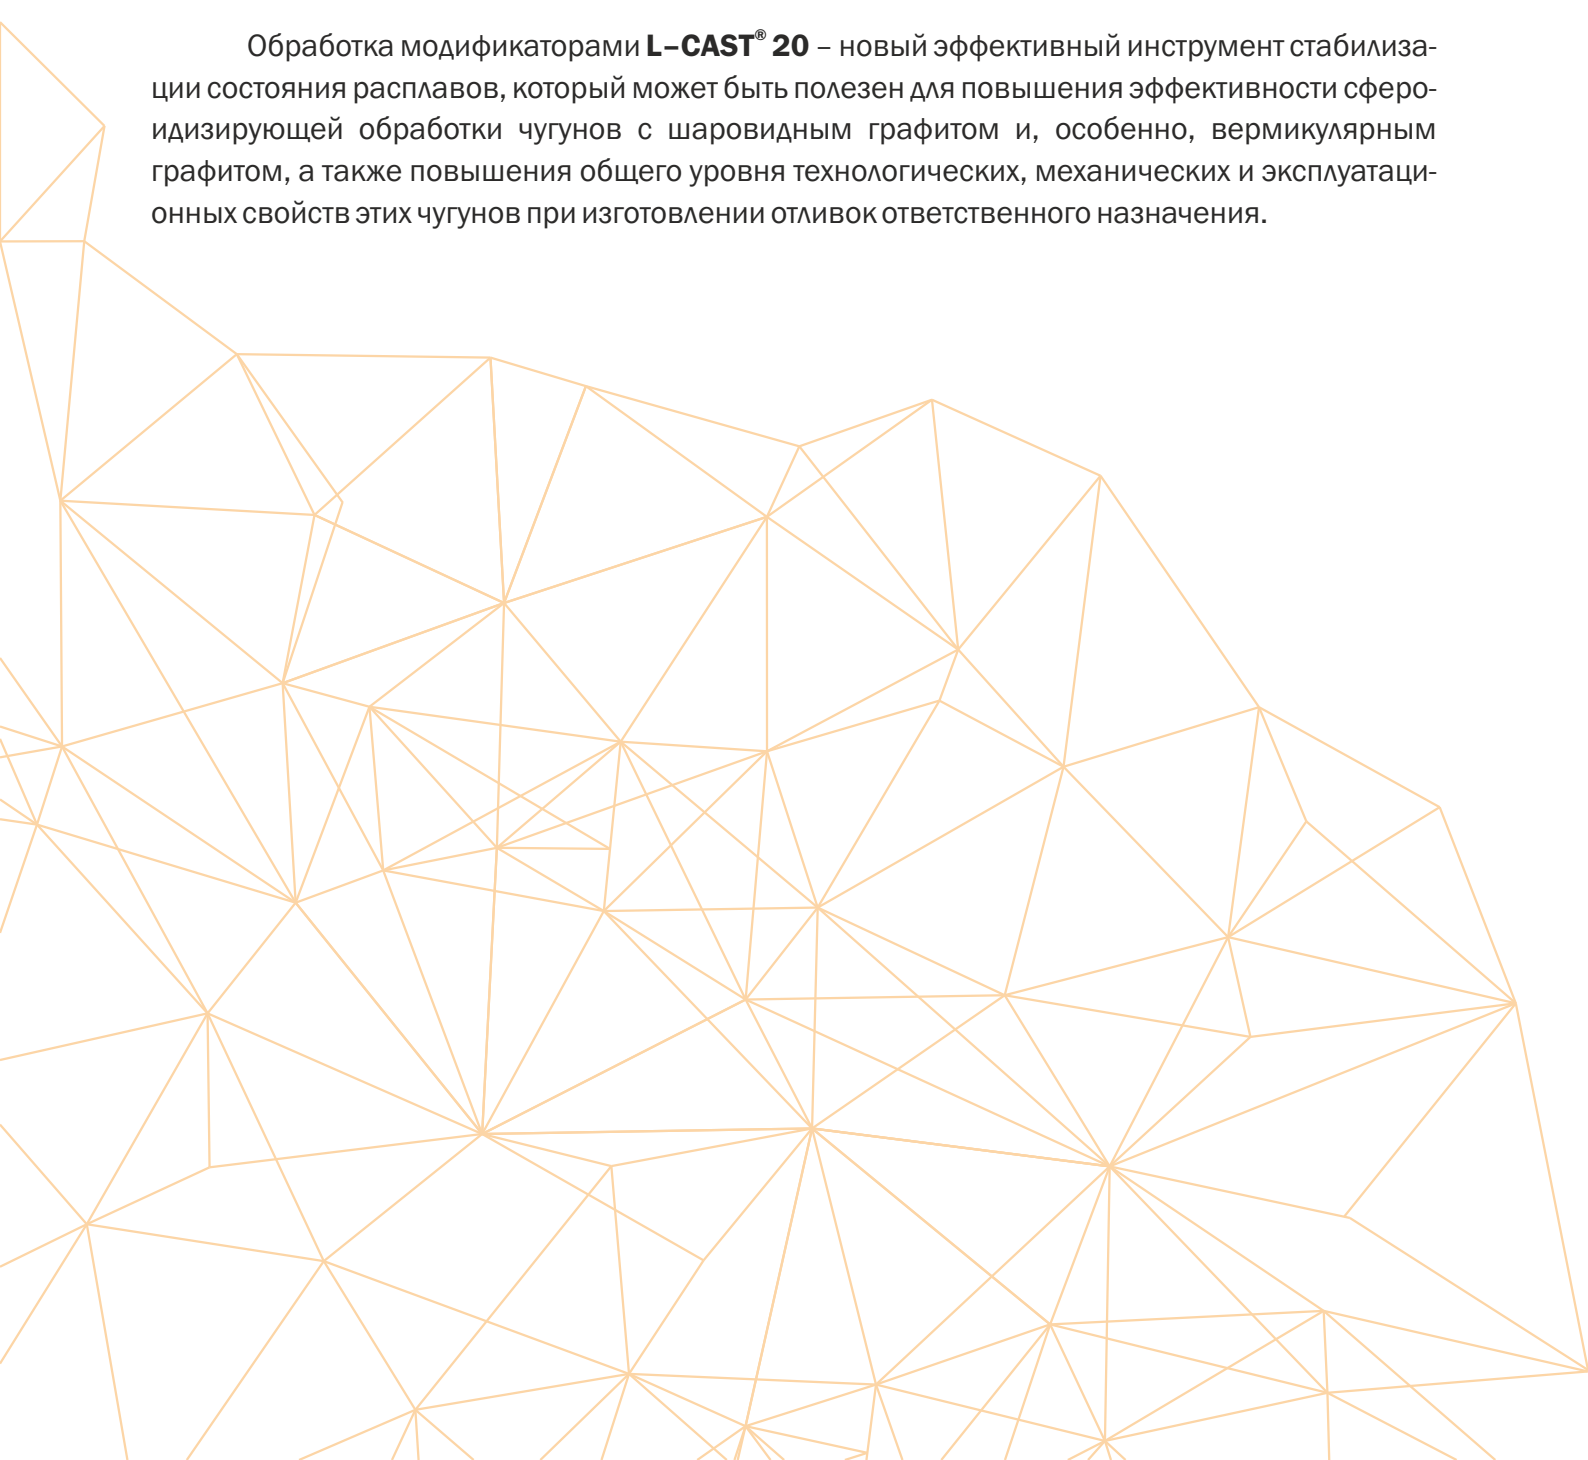 Обработка модификаторами L–CAST® 20 – новый эффективный инструмент стабилиза-
ции состояния расплавов, который может быть полезен для повышения эффективности сферо-
идизирующей обработки чугунов с шаровидным графитом и, особенно, вермикулярным
графитом, а также повышения общего уровня технологических, механических и эксплуатаци-
онных свойств этих чугунов при изготовлении отливок ответственного назначения.